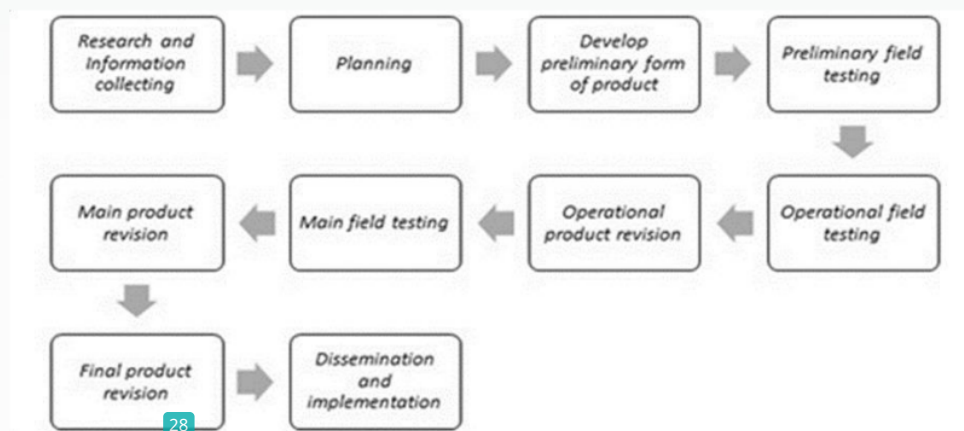 Research and
Information
collecting
Planning
Develop
preliminary form
of product
Preliminary field
testing
Operational field
testing
Operational
product revision
Main field testing
Main product
revision
Final product
revision
28
Dissemination
and
implementation